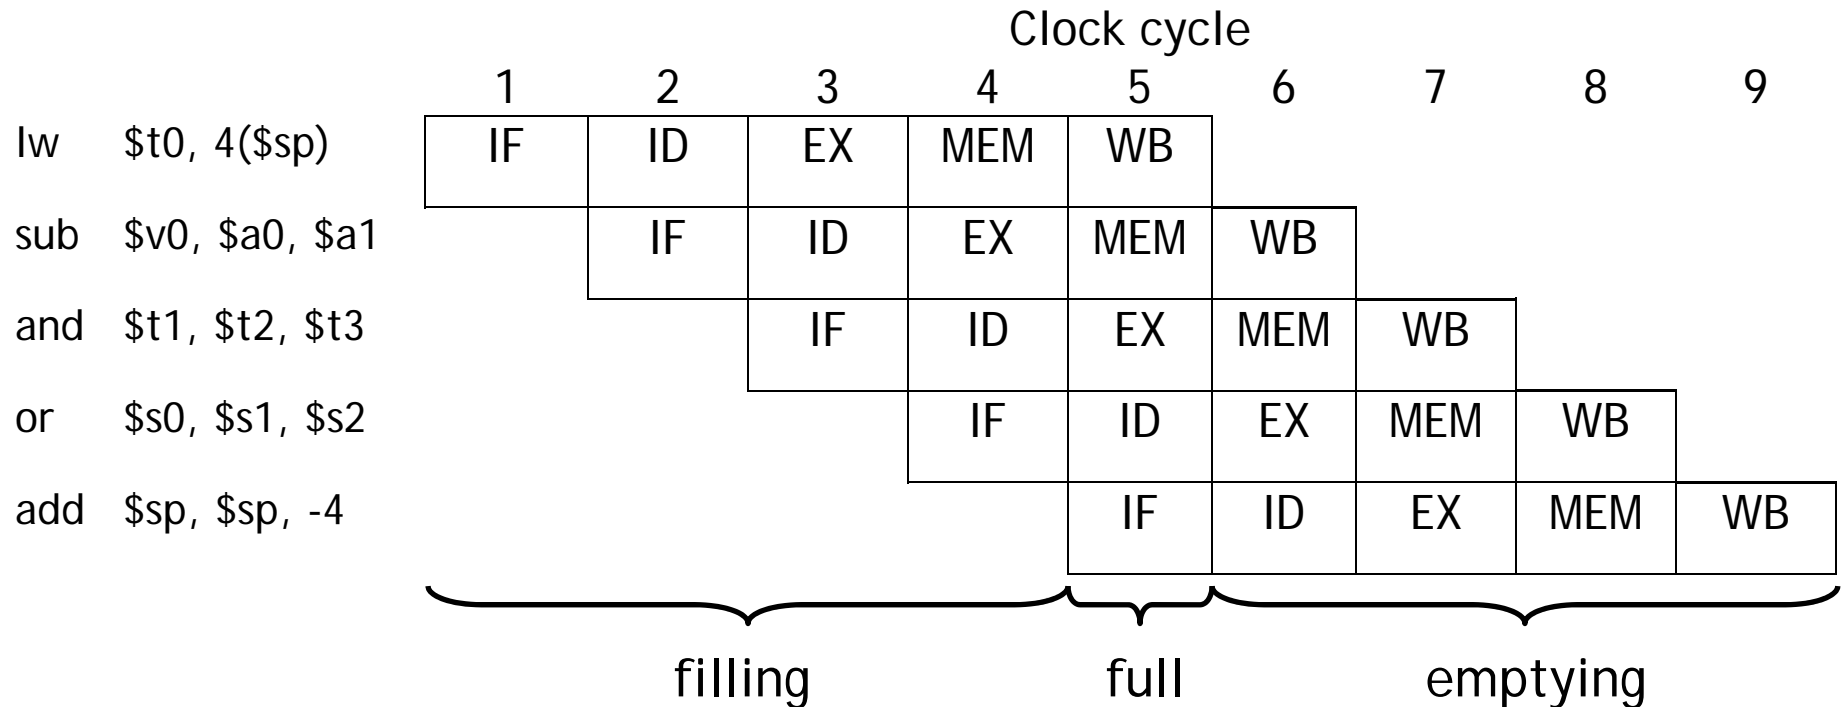 Clock cycle
1 2 3 4 5 6 7 8 9
lw $t0, 4($sp) IF ID EX MEM WB
sub $v0, $a0, $a1 IF ID EX MEM WB
and $t1, $t2, $t3 IF ID EX MEM WB
or $s0, $s1, $s2 IF ID EX MEM WB
add $sp, $sp, -4 IF ID EX MEM WB
filling full emptying